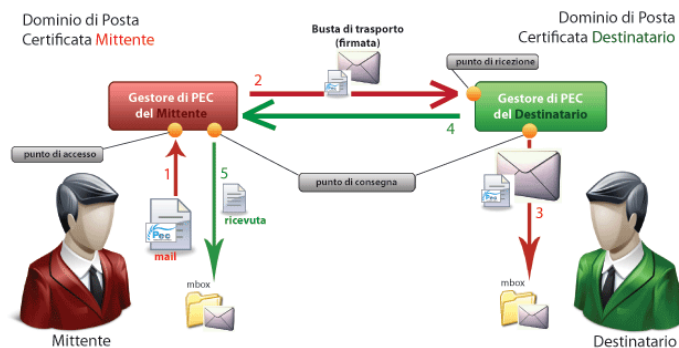 Dominio di Posta
Certificata Mittente
Dominio di Posta
Certificata Destinatario
Busta di trasporto
(firmata)
punto di ricezione
2
Gestore di PEC
del Mittente
Gestore di PEC
del Destinatario
4
punto di accesso
1
5
punto di consegna
ricevuta
Pec
mail
3
mbox
mbox
Mittente
Destinatario